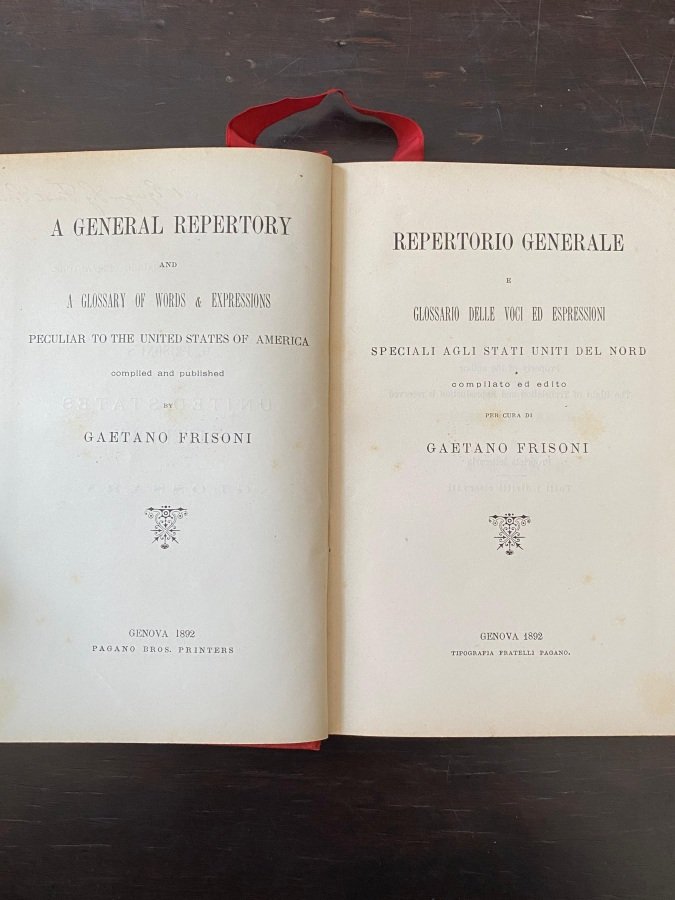 A GENERAL REPERTORY
AND
A GLOSSARY OF WORDS & EXPRESSIONS
PECULIAR TO THE UNITED STATES OF AMERICA
compiled and published
BY
GAETANO FRISONI
GENOVA 1892
PAGANO BROS. PRINTERS
REPERTORIO GENERALE
E
GLOSSARIO DELLE VOCI ED ESPRESSIONI
SPECIALI AGLI STATI UNITI DEL NORD
compilato ed edito
PER CURA DI
GAETANO FRISONI
GENOVA 1892
TIPOGRAFIA FRATELLI PAGANO.